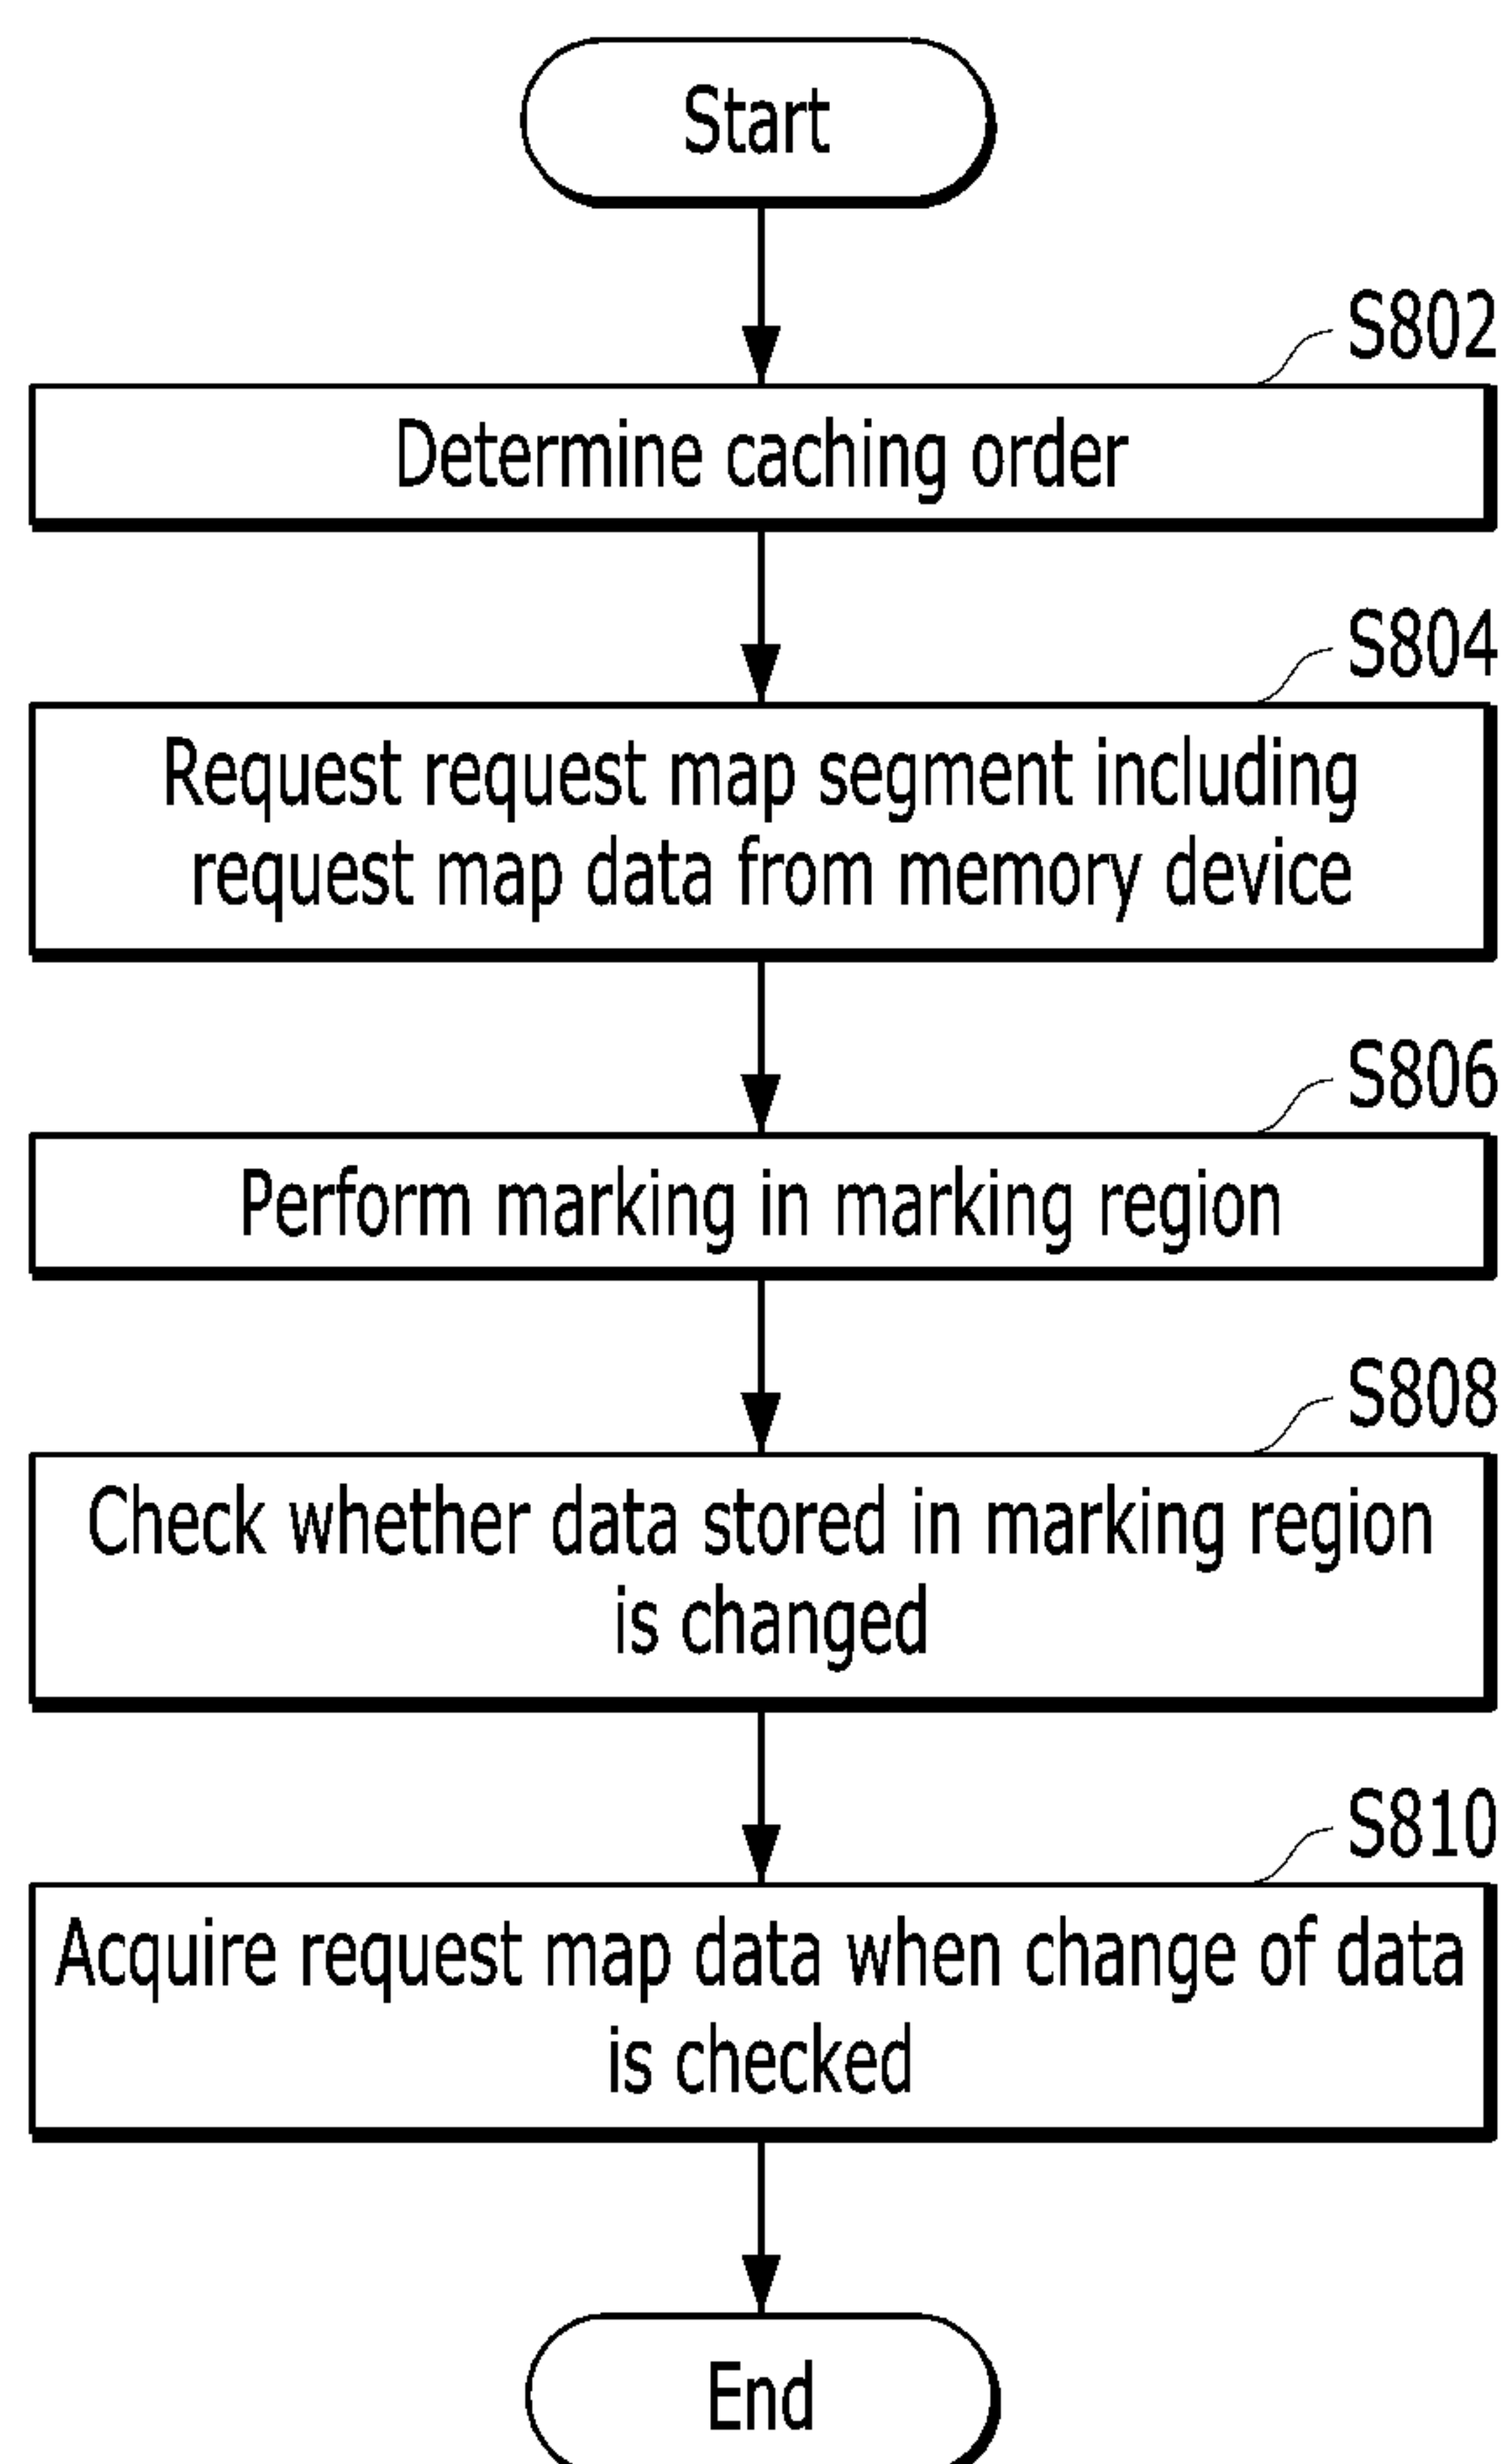 Start
S802
Determine caching order
S804
Request request map segment including
request map data from memory device
S806
Perform marking in marking region
S808
Check whether data stored in marking region
is changed
S810
Acquire request map data when change of data
is checked
End